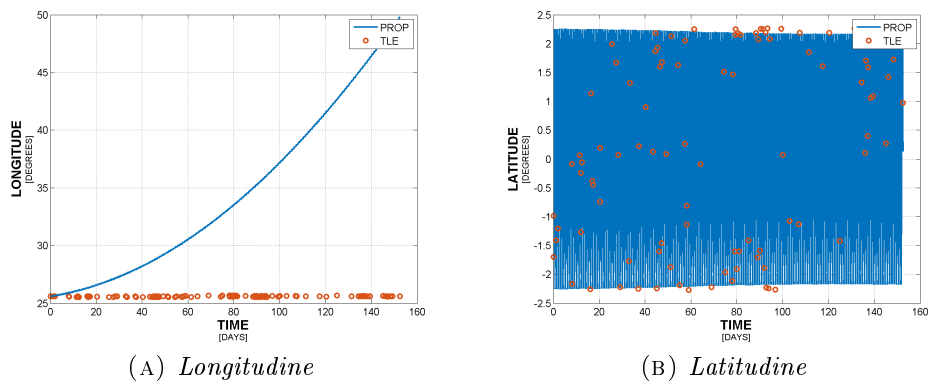 50
45
40
35
30
25
LONGITUDE
[DEGREES]
0
20
40
60
80
100
120
140
160
TIME
[DAYS]
PROP
TLE
(A) Longitudine
2.5
2
1.5
1
0.5
0
-0.5
-1
-1.5
-2
-2.5
LATITUDE
[DEGREES]
0
20
40
60
80
100
120
140
160
TIME
[DAYS]
PROP
TLE
(B) Latitudine